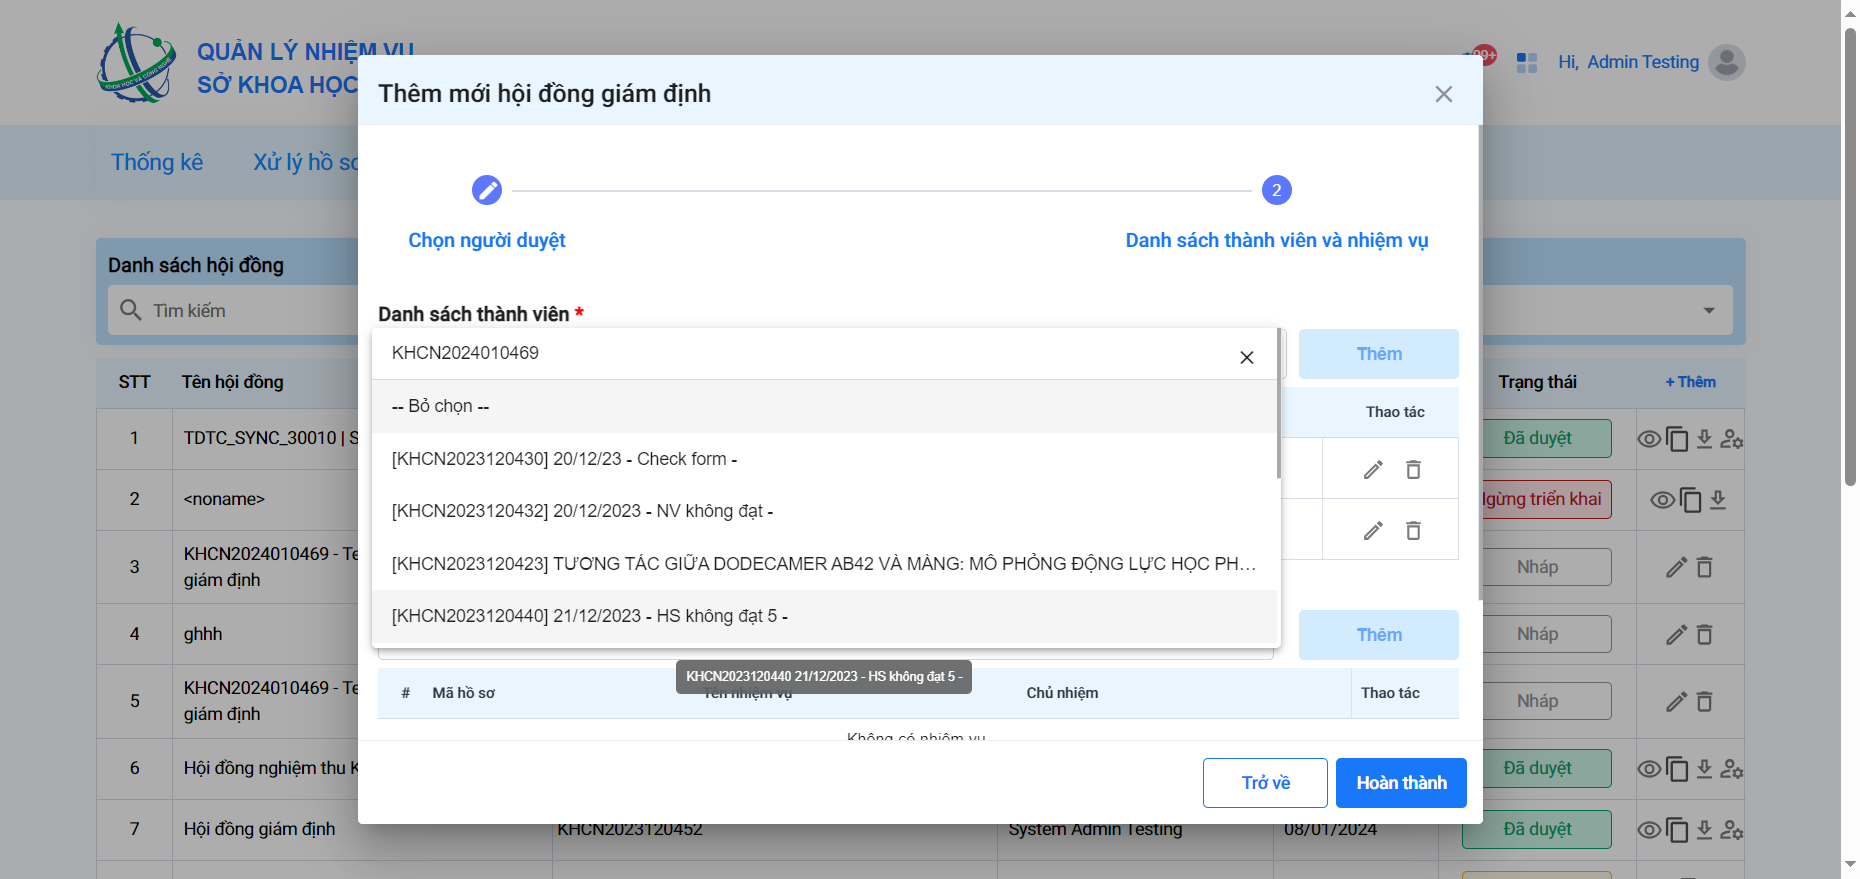 QUẢN LÝ NHIỆM VỤ
SỞ KHOA HỌC
99+
Hi, Admin Testing
Thống kê
Xử lý hồ sơ
Thêm mới hội đồng giám định
2
Chọn người duyệt
Danh sách thành viên và nhiệm vụ
Danh sách hội đồng
Tìm kiếm
Danh sách thành viên *
KHCN2024010469
Thêm
-- Bỏ chọn --
[KHCN2023120430] 20/12/23 - Check form -
[KHCN2023120432] 20/12/2023 - NV không đạt -
[KHCN2023120423] TƯƠNG TÁC GIỮA DODECAMER AB42 VÀ MÀNG: MÔ PHỎNG ĐỘNG LỰC HỌC PH…
[KHCN2023120440] 21/12/2023 - HS không đạt 5 -
Thao tác
Thêm
KHCN2023120440 21/12/2023 - HS không đạt 5 -
# Mã hồ sơ Tên nhiệm vụ Chủ nhiệm Thao tác
Không có nhiệm vụ
Trở về
Hoàn thành
STT Tên hội đồng Trạng thái + Thêm
1 TDTC_SYNC_30010 | S Đã duyệt
2 <noname> Ngừng triển khai
3 KHCN2024010469 - Te Nháp
giám định
4 ghhh Nháp
5 KHCN2024010469 - Te Nháp
giám định
6 Hội đồng nghiệm thu K Đã duyệt
7 Hội đồng giám định KHCN2023120452 System Admin Testing 08/01/2024 Đã duyệt